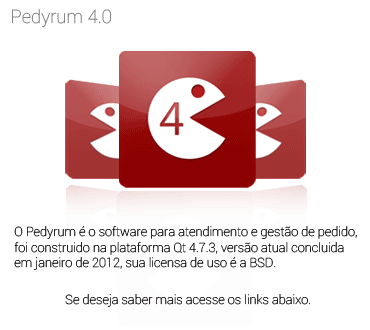 Pedyrum 4.0
4
O Pedyrum é o software para atendimento e gestão de pedido,
foi construido na plataforma Qt 4.7.3, versão atual concluida
em janeiro de 2012, sua licensa de uso é a BSD.
Se deseja saber mais acesse os links abaixo.